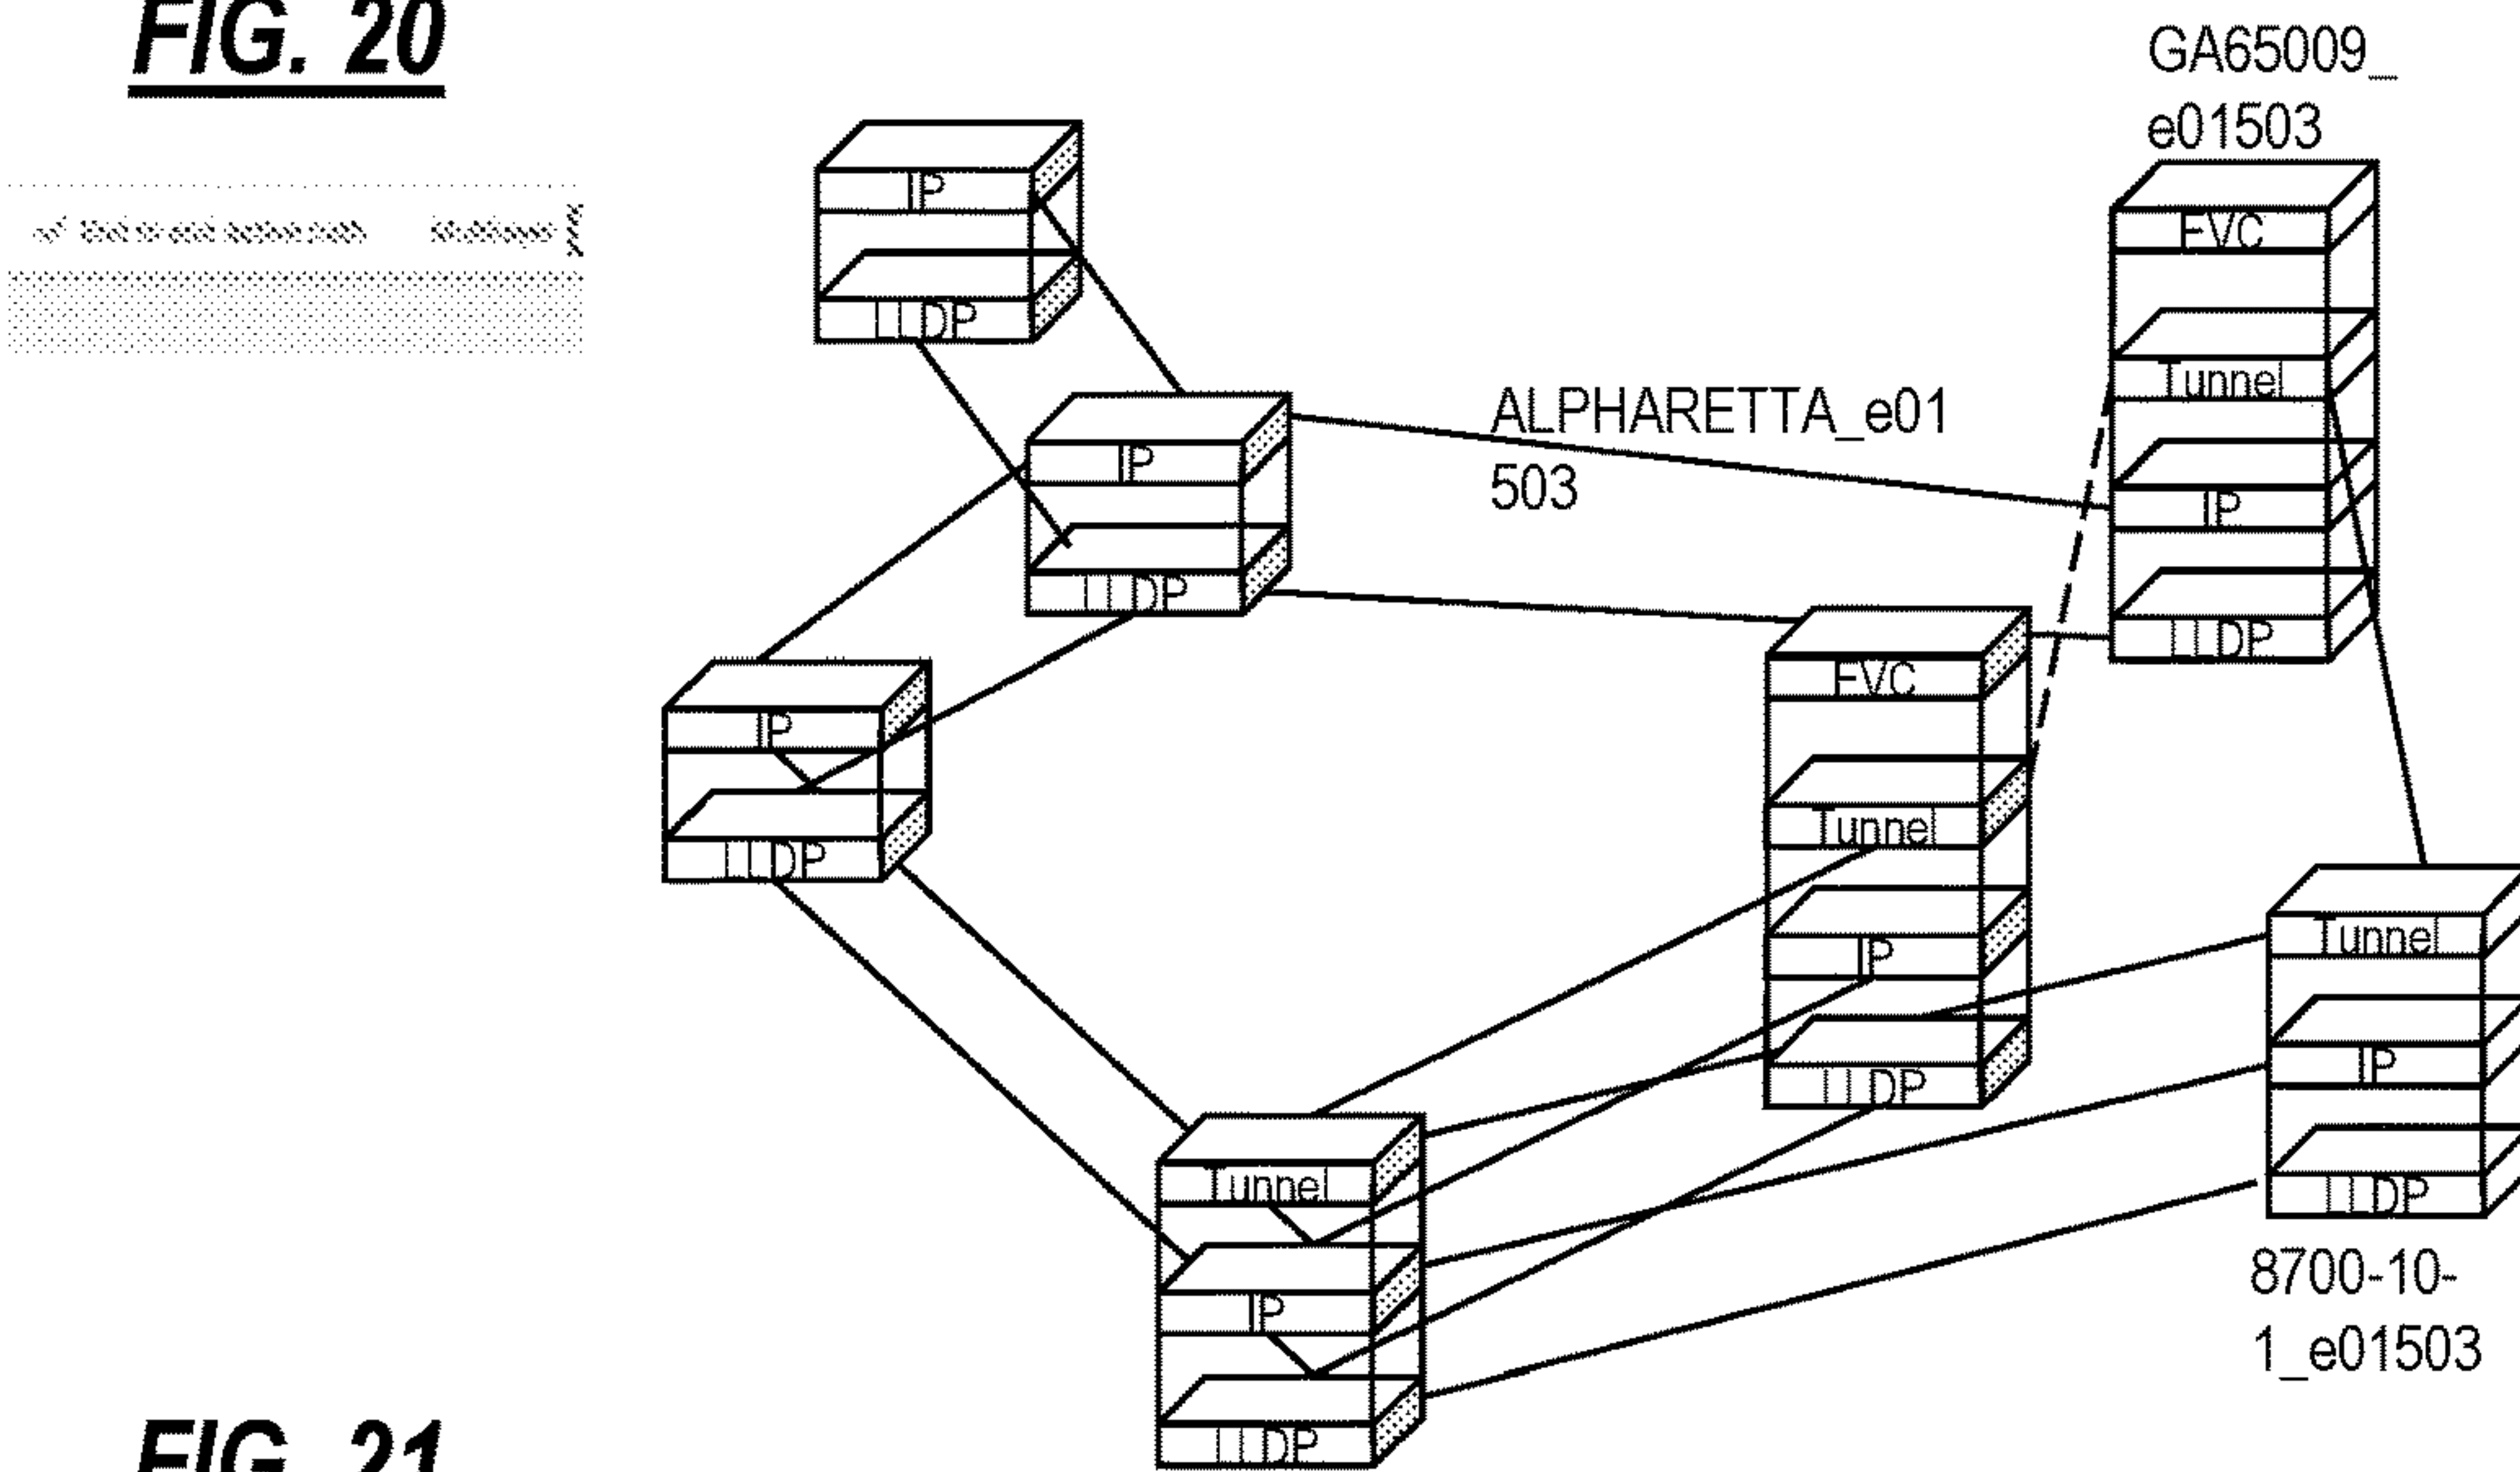 FIG. 20
GA65009_
e01503
IP
LLDP
EVC
Tunnel
IP
LLDP
ALPHARETTA_e01
503
IP
LLDP
IP
LLDP
EVC
Tunnel
IP
LLDP
Tunnel
IP
LLDP
8700-10-
1_e01503
Tunnel
IP
LLDP
FIG. 21